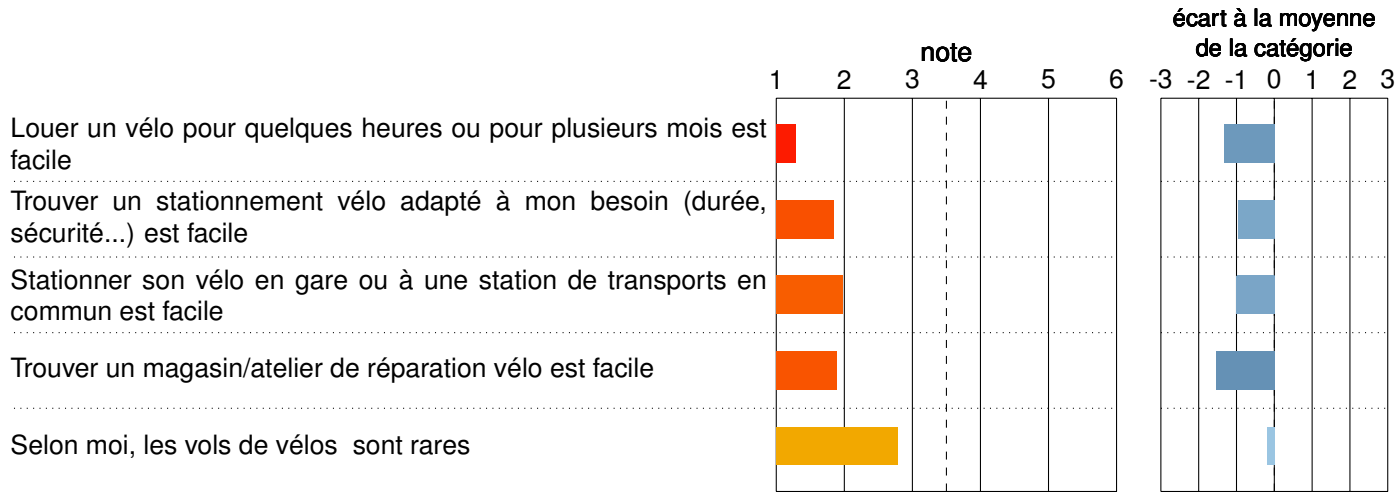 écart à la moyenne
de la catégorie
note
1 2 3 4 5 6
-3 -2 -1 0 1 2 3
Louer un vélo pour quelques heures ou pour plusieurs mois est
facile
Trouver un stationnement vélo adapté à mon besoin (durée,
sécurité...) est facile
Stationner son vélo en gare ou à une station de transports en
commun est facile
Trouver un magasin/atelier de réparation vélo est facile
Selon moi, les vols de vélos sont rares